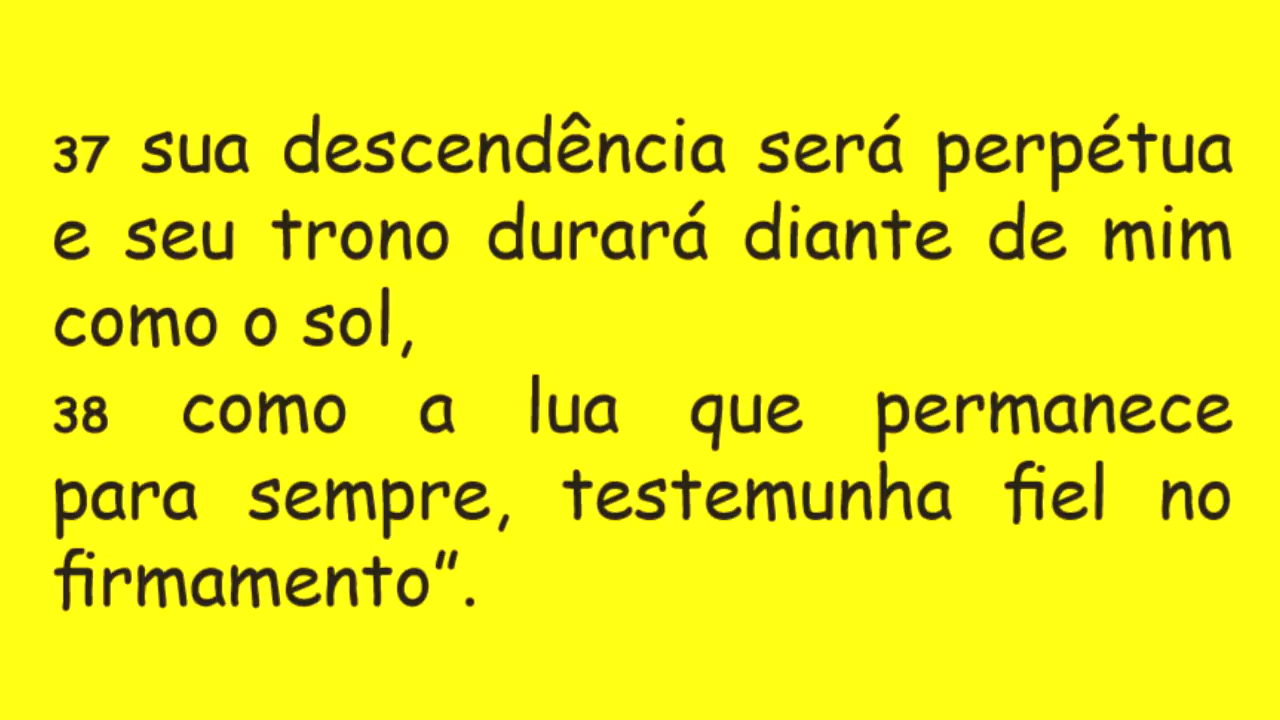 37 sua descendência será perpétua
e seu trono durará diante de mim
como o sol,
38 como a lua que permanece
para sempre, testemunha fiel no
firmamento”.